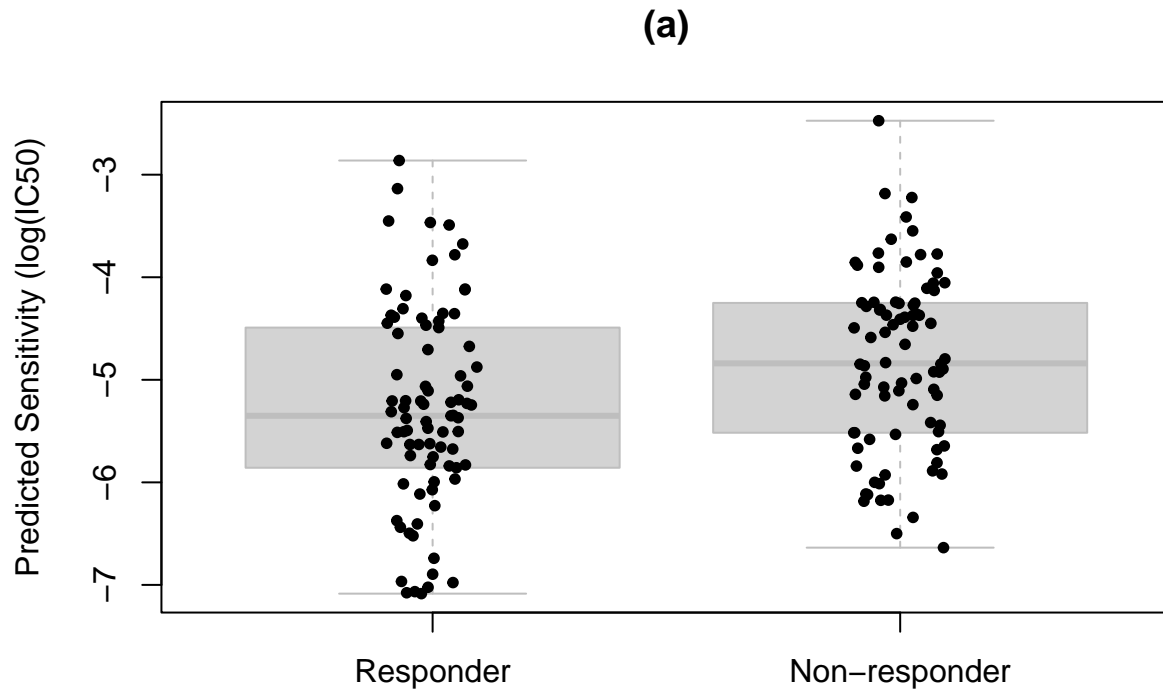 (a)
Predicted Sensitivity (log(IC50)
−3
−4
−5
−6
−7
Responder
Non−responder